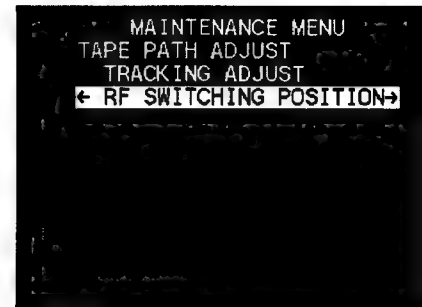 MAINTENANCE MENU
TAPE PATH ADJUST
TRACKING ADJUST
← RF SWITCHING POSITION→